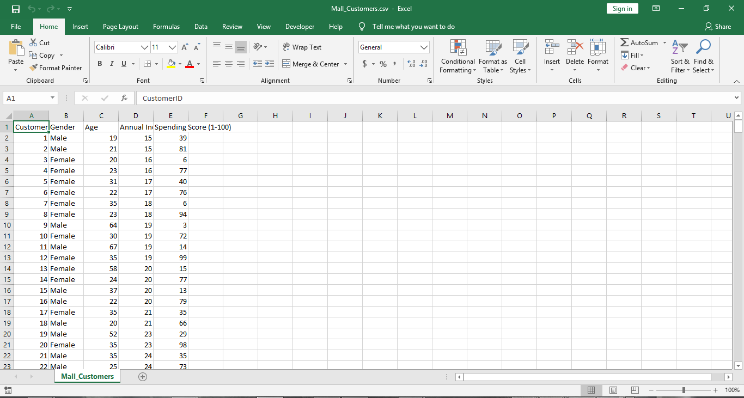 Mall_Customers.csv - Excel
Sign in
File Home Insert Page Layout Formulas Data Review View Developer Help Tell me what you want to do Share
Paste
Cut
Copy
Format Painter
Clipboard
Calibri 11
B I U
Font
Wrap Text
Merge & Center
Alignment
General
$ % ,
Number
Conditional Formatting
Format as Table
Cell Styles
Styles
Insert Delete Format
Cells
AutoSum
Fill
Clear
Sort & Filter
Find & Select
Editing
A1 fx CustomerID
A B C D E F G H I J K L M N O P Q R S T U
1 Customer Gender Age Annual In Spending Score (1-100)
2 1 Male 19 15 39
3 2 Male 21 15 81
4 3 Female 20 16 6
5 4 Female 23 16 77
6 5 Female 31 17 40
7 6 Female 22 17 76
8 7 Female 35 18 6
9 8 Female 23 18 94
10 9 Male 64 19 3
11 10 Female 30 19 72
12 11 Male 67 19 14
13 12 Female 35 19 99
14 13 Female 58 20 15
15 14 Female 24 20 77
16 15 Male 37 20 13
17 16 Male 22 20 79
18 17 Female 35 21 35
19 18 Male 20 21 66
20 19 Male 52 23 29
21 20 Female 35 23 98
22 21 Male 35 24 35
23 22 Male 25 24 73
Mall_Customers
100%